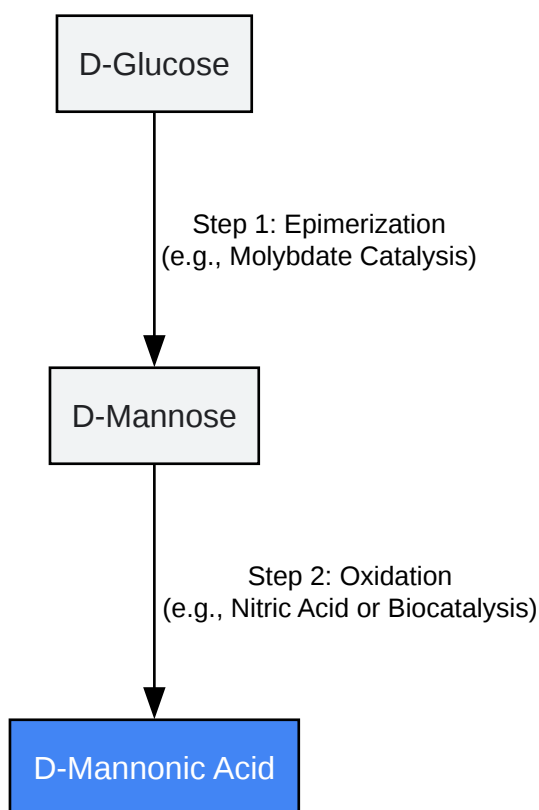 D-Glucose
Step 1: Epimerization
(e.g., Molybdate Catalysis)
D-Mannose
Step 2: Oxidation
(e.g., Nitric Acid or Biocatalysis)
D-Mannonic Acid